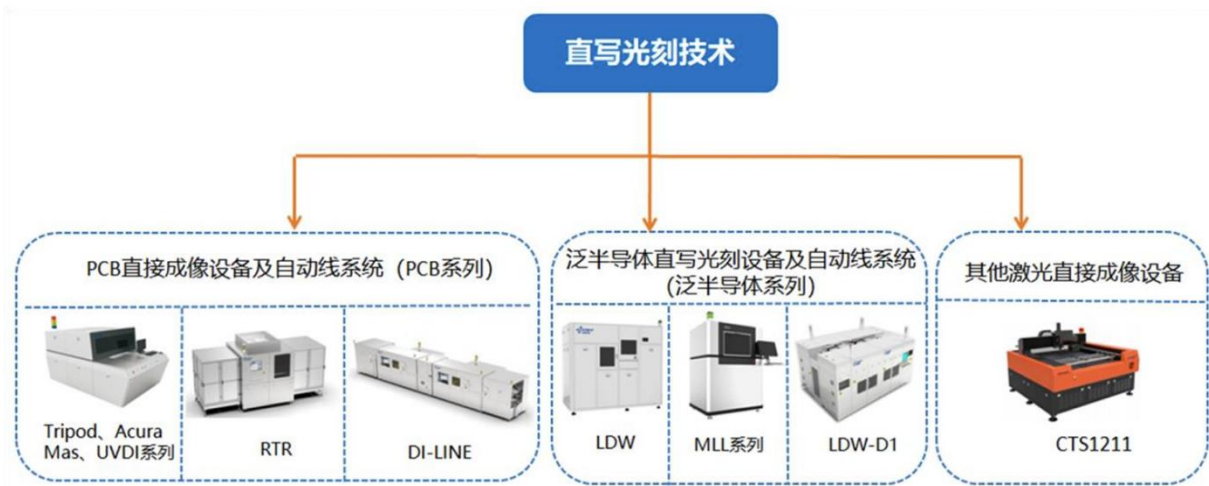 直写光刻技术
PCB直接成像设备及自动线系统（PCB系列）
泛半导体直写光刻设备及自动线系统
(泛半导体系列）
其他激光直接成像设备
Tripod、Acura
Mas、UVDI系列
RTR
DI-LINE
LDW
MLL系列
LDW-D1
CTS1211